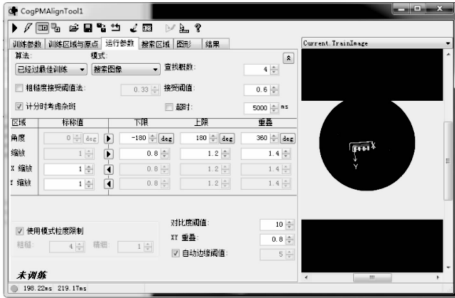 CogPMAlignTool1
训练参数 训练区域与原点 运行参数 搜索区域 图形 结果
Current.TrainImage
算法: 模式:
已经过最佳训练 搜索图像 查找概数: 4
粗糙度接受阈值法: 0.33 接受阈值: 0.6
计分时考虑杂斑 超时: 5000 ms
区域 标称值 下限 上限 重叠
角度 0 deg -180 deg 180 deg 360 deg
缩放 1 0.8 1.2 1.4
X 缩放 1 0.8 1.2 1.4
Y 缩放 1 0.8 1.2 1.4
对比度阈值: 10
使用模式粒度限制 XY 重叠: 0.8
粗糙: 4 精细: 1 自动边缘阈值 5
Y
未训练
198.22ms 219.17ms